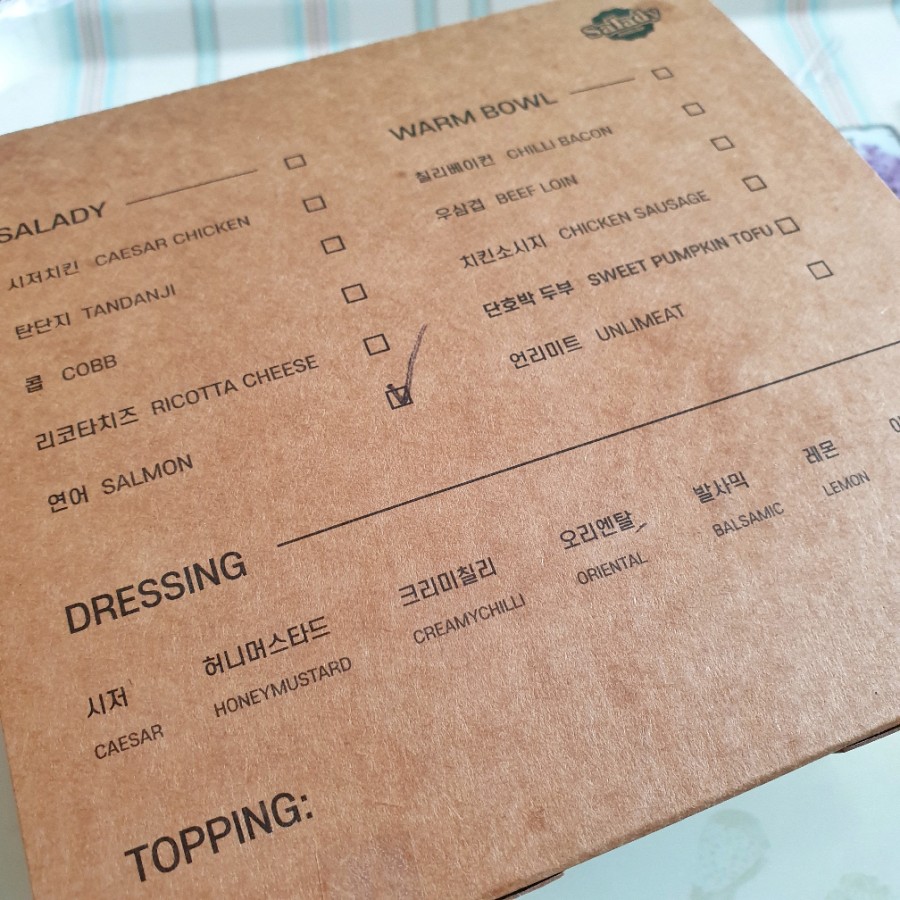 Salady
SALADY
시저치킨 CAESAR CHICKEN
탄단지 TANDANJI
콥 COBB
리코타치즈 RICOTTA CHEESE
연어 SALMON
WARM BOWL
칠리베이컨 CHILLI BACON
우삼겹 BEEF LOIN
치킨소시지 CHICKEN SAUSAGE
단호박 두부 SWEET PUMPKIN TOFU
언리미트 UNLIMEAT
DRESSING
시저 허니머스타드 크리미칠리 오리엔탈 발사믹 레몬
CAESAR HONEYMUSTARD CREAMYCHILLI ORIENTAL BALSAMIC LEMON
TOPPING: